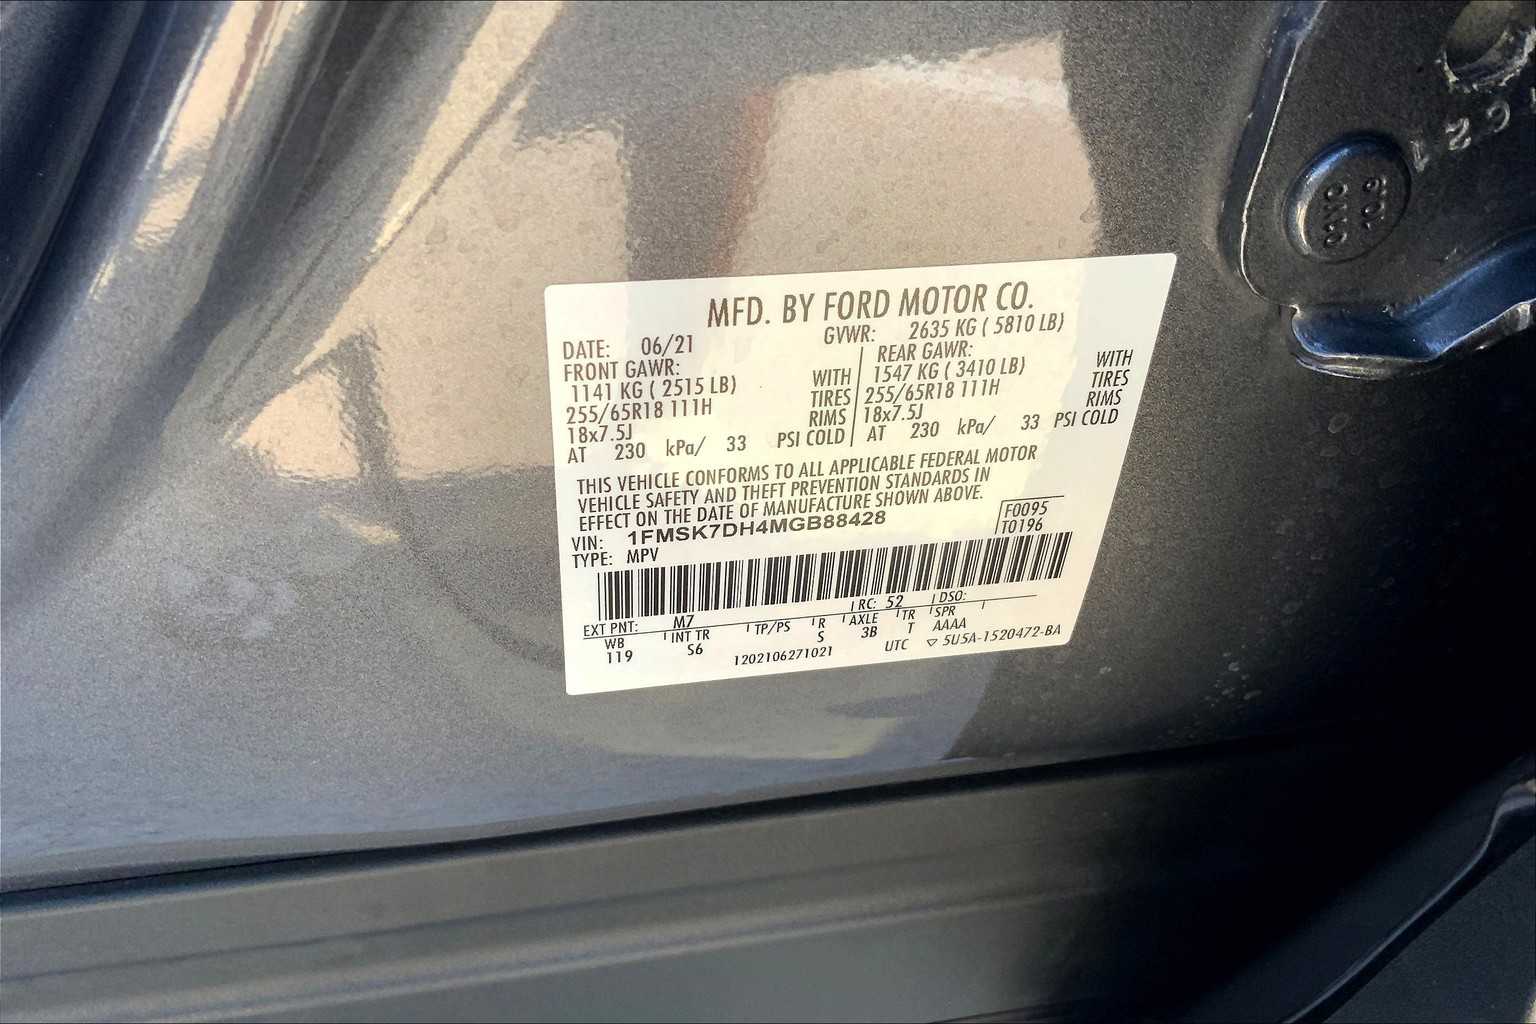 MFD. BY FORD MOTOR CO.
DATE: 06/21
GVWR: 2635 KG ( 5810 LB)
FRONT GAWR:
1141 KG ( 2515 LB)
WITH
255/65R18 111H
TIRES
18x7.5J
RIMS
AT 230 kPa/ 33 PSI COLD
REAR GAWR:
1547 KG ( 3410 LB)
WITH
255/65R18 111H
TIRES
18x7.5J
RIMS
AT 230 kPa/ 33 PSI COLD
THIS VEHICLE CONFORMS TO ALL APPLICABLE FEDERAL MOTOR
VEHICLE SAFETY AND THEFT PREVENTION STANDARDS IN
EFFECT ON THE DATE OF MANUFACTURE SHOWN ABOVE.
VIN: 1FMSK7DH4MGB88428
TYPE: MPV
F0095
T0196
EXT PNT: M7 RC: 52 DSO:
WB INT TR TP/PS R AXLE TR SPR
119 S6 S 3B T AAAA
1202106271021 UTC ▽ 5U5A-1520472-BA
10.9